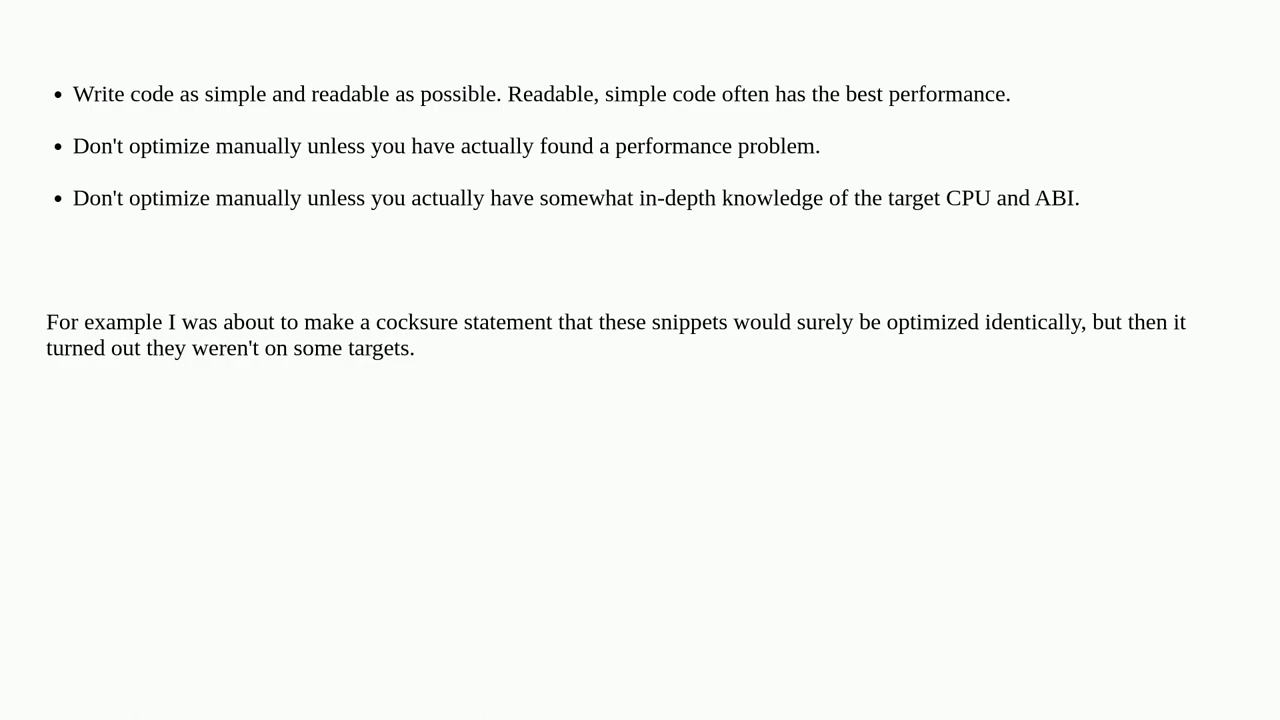 • Write code as simple and readable as possible. Readable, simple code often has the best performance.
• Don't optimize manually unless you have actually found a performance problem.
• Don't optimize manually unless you actually have somewhat in-depth knowledge of the target CPU and ABI.
For example I was about to make a cocksure statement that these snippets would surely be optimized identically, but then it
turned out they weren't on some targets.